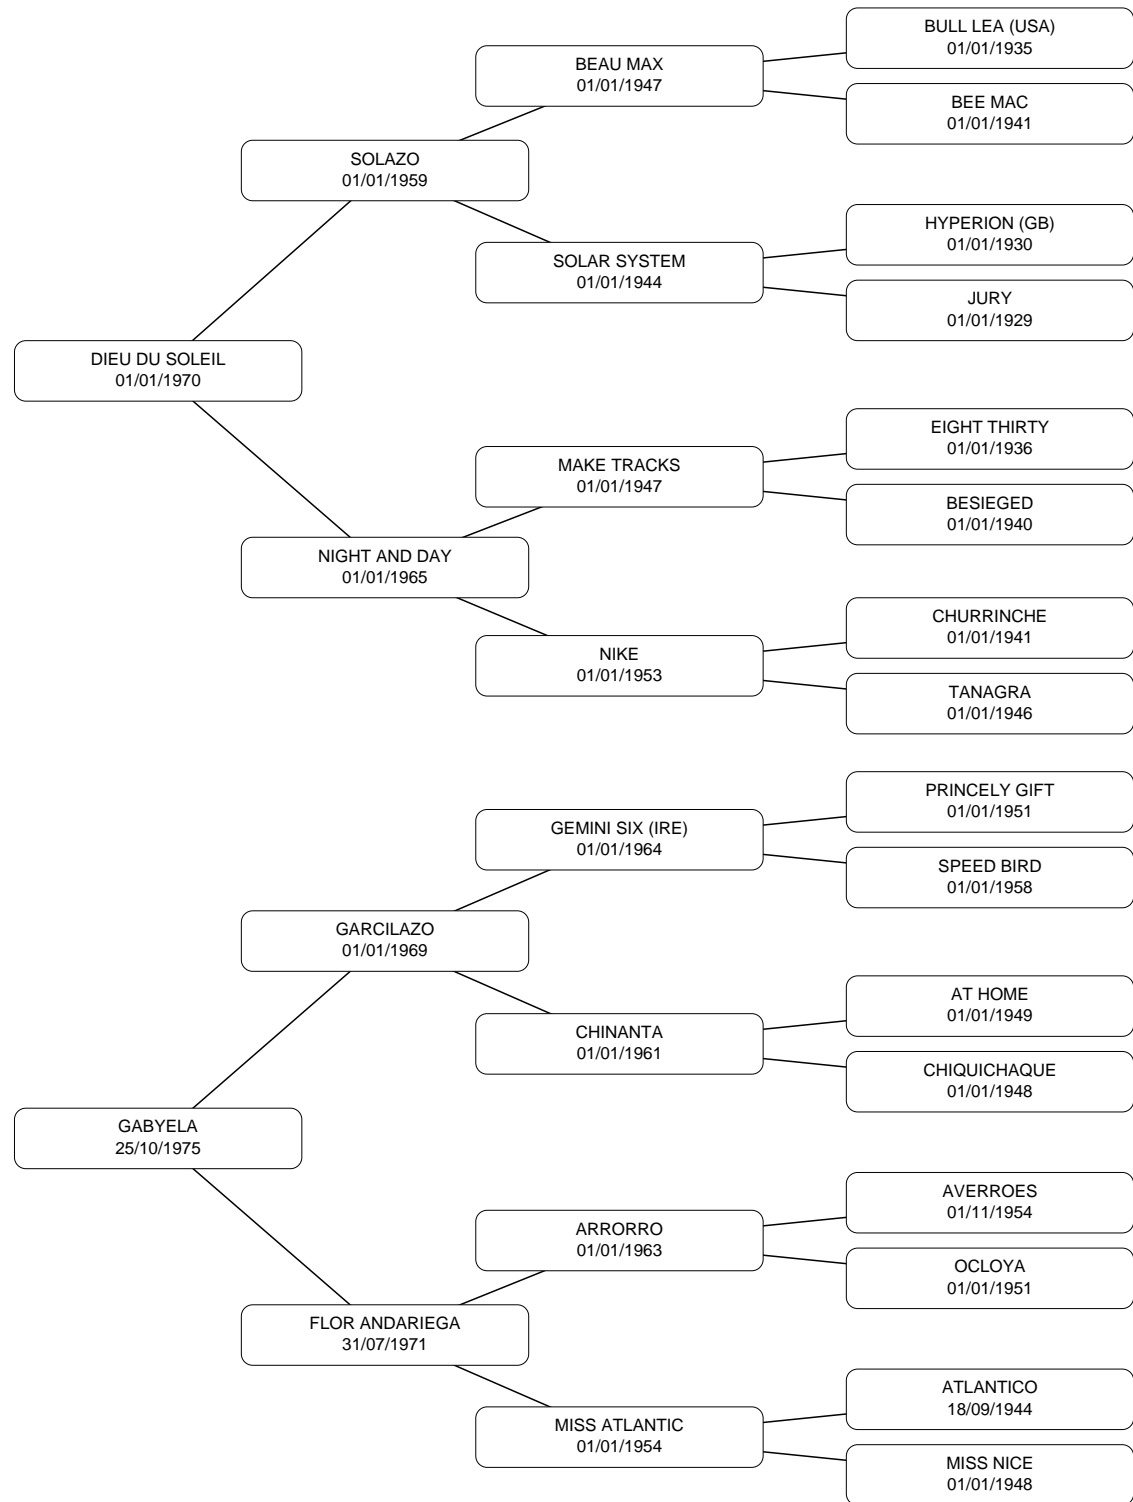 BULL LEA (USA)
01/01/1935
BEAU MAX
01/01/1947
BEE MAC
01/01/1941
SOLAZO
01/01/1959
HYPERION (GB)
01/01/1930
SOLAR SYSTEM
01/01/1944
JURY
01/01/1929
DIEU DU SOLEIL
01/01/1970
EIGHT THIRTY
01/01/1936
MAKE TRACKS
01/01/1947
BESIEGED
01/01/1940
NIGHT AND DAY
01/01/1965
CHURRINCHE
01/01/1941
NIKE
01/01/1953
TANAGRA
01/01/1946
PRINCELY GIFT
01/01/1951
GEMINI SIX (IRE)
01/01/1964
SPEED BIRD
01/01/1958
GARCILAZO
01/01/1969
AT HOME
01/01/1949
CHINANTA
01/01/1961
CHIQUICHAQUE
01/01/1948
GABYELA
25/10/1975
AVERROES
01/11/1954
ARRORRO
01/01/1963
OCLOYA
01/01/1951
FLOR ANDARIEGA
31/07/1971
ATLANTICO
18/09/1944
MISS ATLANTIC
01/01/1954
MISS NICE
01/01/1948